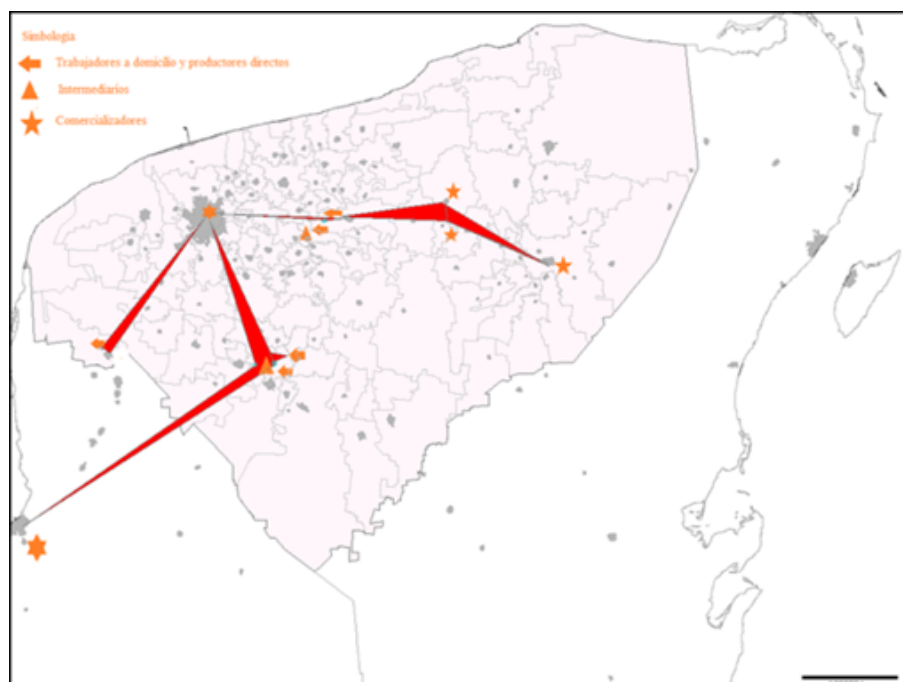 Simbología
Trabajadores a domicilio y productores directos
Intermediarios
Comercializadores